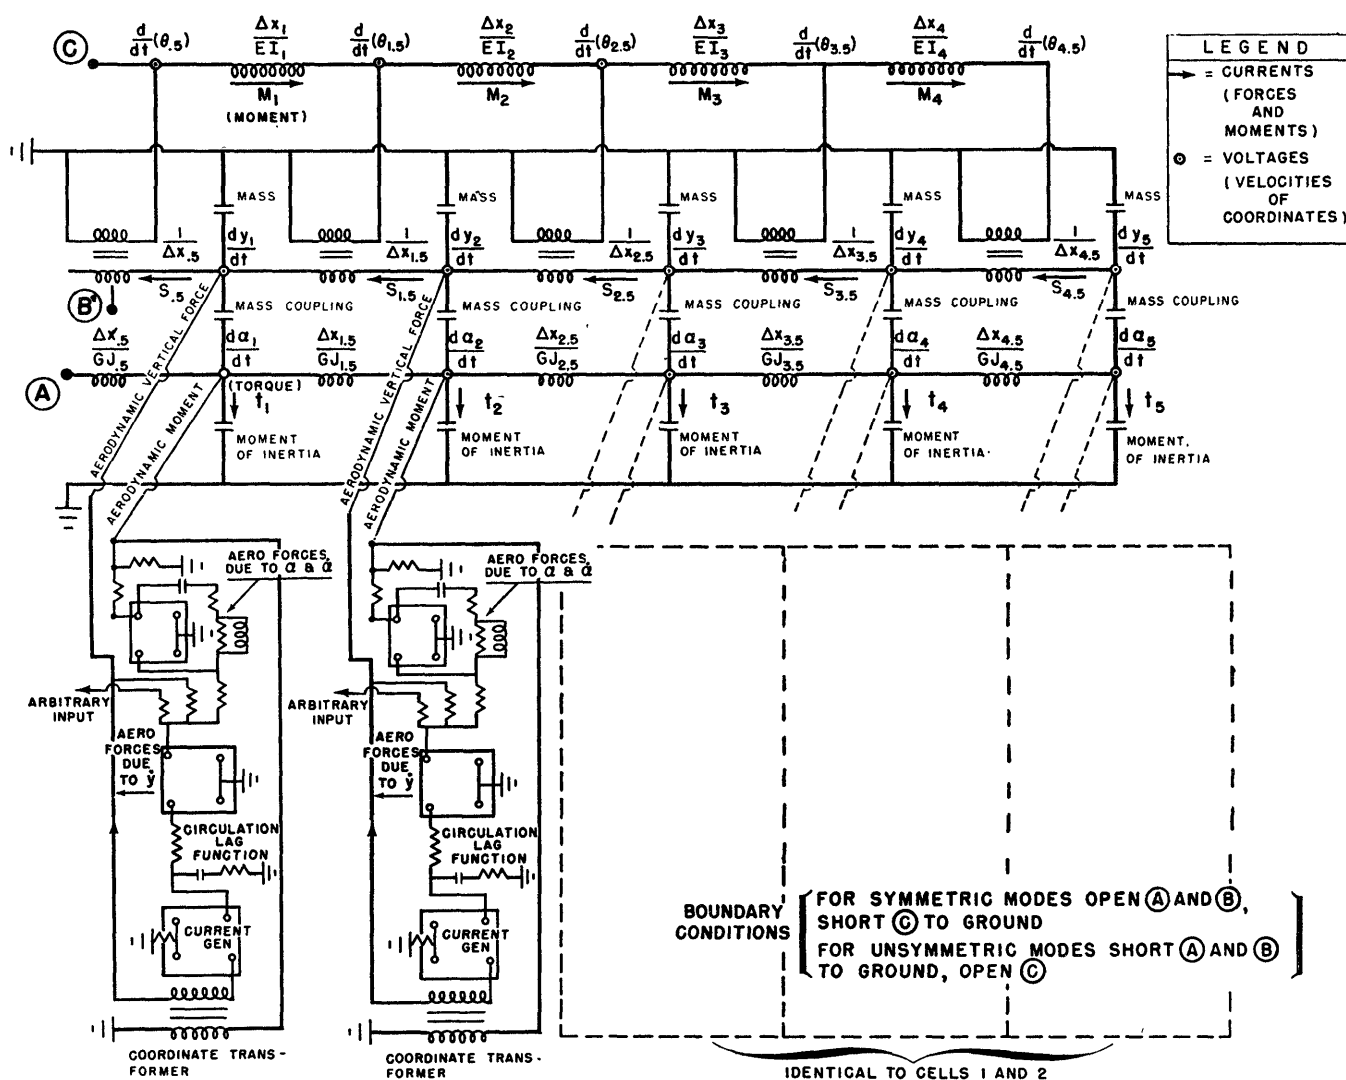 C
d/dt(θ.5)
Δx1/EI1
d/dt(θ1.5)
Δx2/EI2
d/dt(θ2.5)
Δx3/EI3
d/dt(θ3.5)
Δx4/EI4
d/dt(θ4.5)
M1
(MOMENT)
M2
M3
M4
LEGEND
→ = CURRENTS
(FORCES
AND
MOMENTS)
⊙ = VOLTAGES
(VELOCITIES
OF
COORDINATES)
MASS
MASS
MASS
MASS
MASS
1/Δx.5
dy1/dt
1/Δx1.5
dy2/dt
1/Δx2.5
dy3/dt
1/Δx3.5
dy4/dt
1/Δx4.5
dy5/dt
B
S.5
S1.5
S2.5
S3.5
S4.5
MASS COUPLING
MASS COUPLING
MASS COUPLING
MASS COUPLING
MASS COUPLING
A
Δx.5/GJ.5
dα1/dt
Δx1.5/GJ1.5
dα2/dt
Δx2.5/GJ2.5
dα3/dt
Δx3.5/GJ3.5
dα4/dt
Δx4.5/GJ4.5
dα5/dt
(TORQUE)
t1
t2
t3
t4
t5
MOMENT
OF INERTIA
MOMENT
OF INERTIA
MOMENT
OF INERTIA
MOMENT
OF INERTIA.
MOMENT.
OF INERTIA
AERODYNAMIC VERTICAL FORCE
AERODYNAMIC MOMENT
AERODYNAMIC VERTICAL FORCE
AERODYNAMIC MOMENT
AERO FORCES,
DUE TO α & α̇
AERO FORCES,
DUE TO α & α̇
ARBITRARY
INPUT
ARBITRARY
INPUT
AERO
FORCES
DUE
TO ẏ
AERO
FORCES
DUE
TO ẏ
CIRCULATION
LAG
FUNCTION
CIRCULATION
LAG
FUNCTION
CURRENT
GEN
CURRENT
GEN
COORDINATE TRANS-
FORMER
COORDINATE TRANS-
FORMER
BOUNDARY
CONDITIONS
FOR SYMMETRIC MODES OPEN A AND B,
SHORT C TO GROUND
FOR UNSYMMETRIC MODES SHORT A AND B
TO GROUND, OPEN C
IDENTICAL TO CELLS 1 AND 2